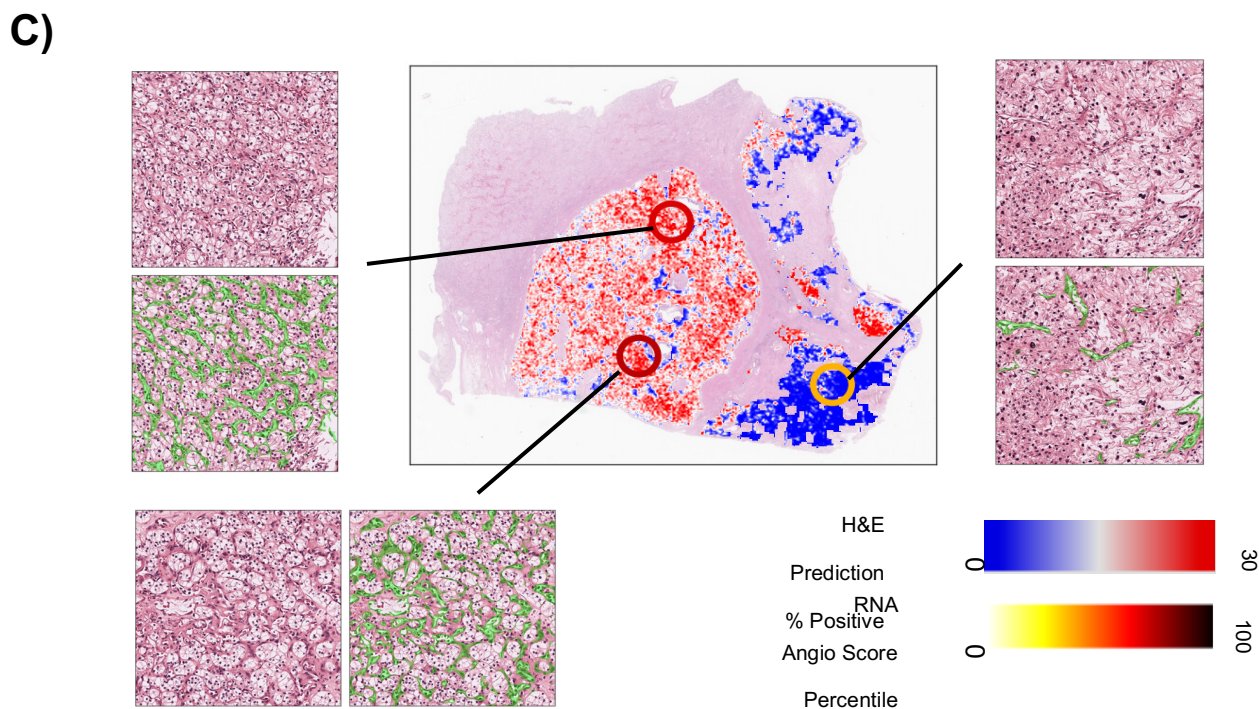 C)
H&E
Prediction
% Positive
0
30
RNA
Angio Score
Percentile
0
100